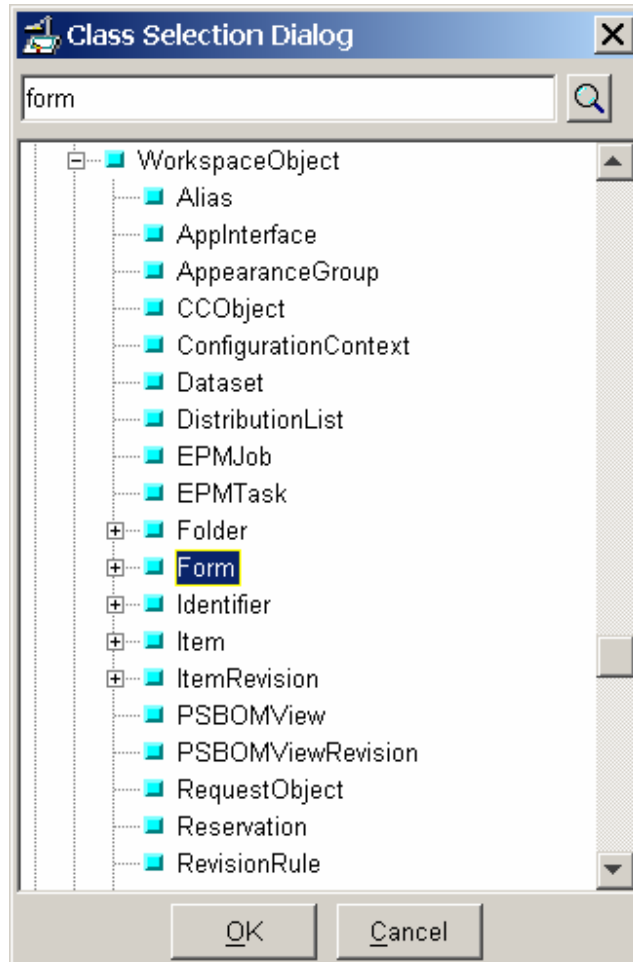 Class Selection Dialog
form
WorkspaceObject
Alias
AppInterface
AppearanceGroup
CCObject
ConfigurationContext
Dataset
DistributionList
EPMJob
EPMTask
Folder
Form
Identifier
Item
ItemRevision
PSBOMView
PSBOMViewRevision
RequestObject
Reservation
RevisionRule
OK Cancel